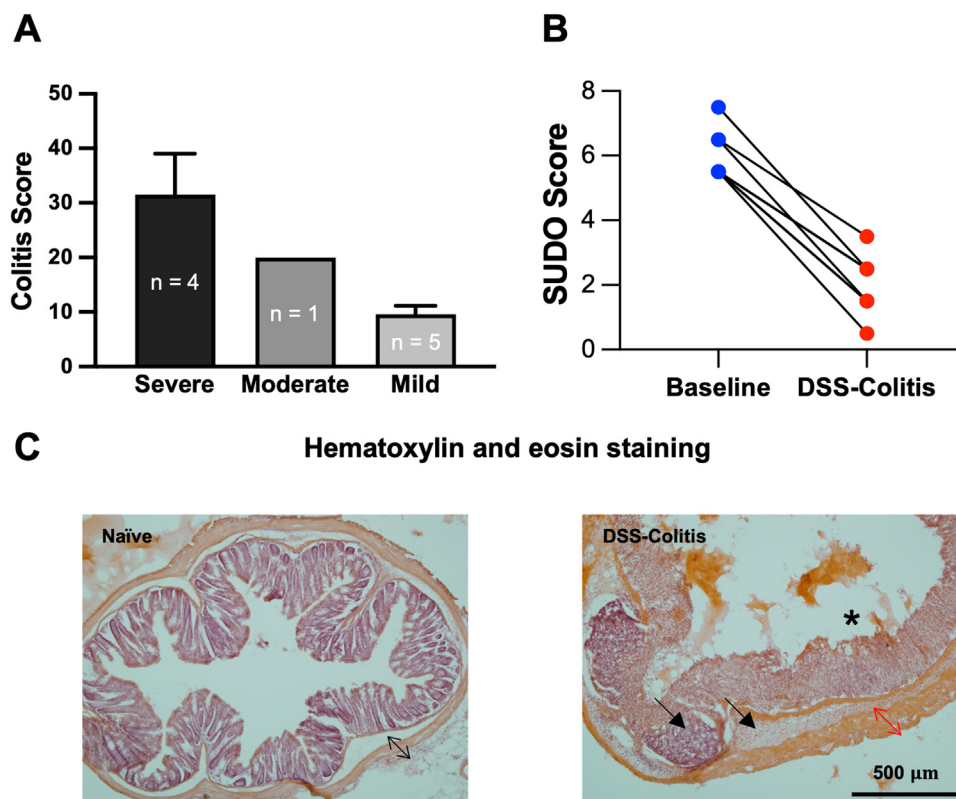 A
50
40
30
20
10
0
Colitis Score
n = 4
n = 1
n = 5
Severe Moderate Mild
B
8
6
4
2
0
SUDO Score
Baseline DSS-Colitis
C
Hematoxylin and eosin staining
Naïve
DSS-Colitis
*
500 µm